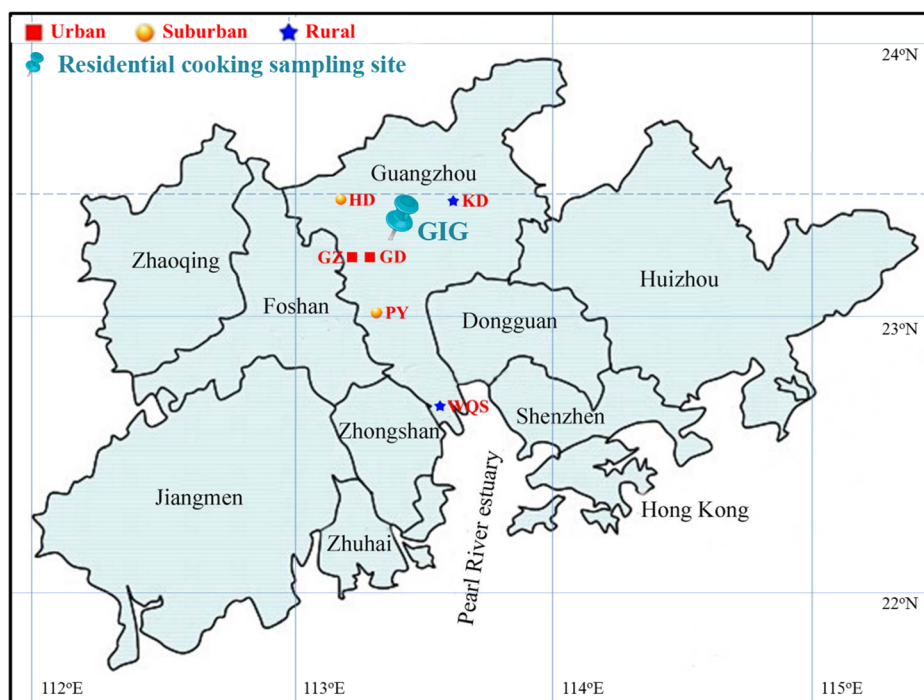 Urban Suburban Rural
Residential cooking sampling site
24°N
Guangzhou
HD KD
GIG
Zhaoqing
GZ GD
Huizhou
Foshan
PY
Dongguan
23°N
WQS
Shenzhen
Zhongshan
Jiangmen
Hong Kong
Zhuhai
Pearl River estuary
22°N
112°E 113°E 114°E 115°E